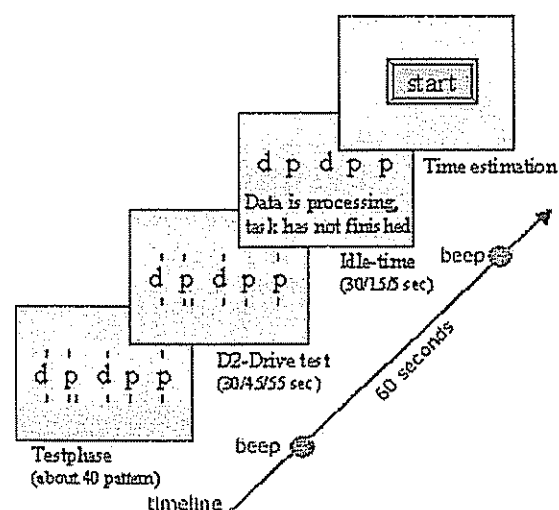 start
Time estimation
d p d p p
Data is processing,
task has not finished
Idle-time
(30/15/5 sec)
beep
d p d p p
D2-Drive test
(30/45/55 sec)
60 seconds
d p d p p
Testphase
(about 40 pattern)
beep
timeline